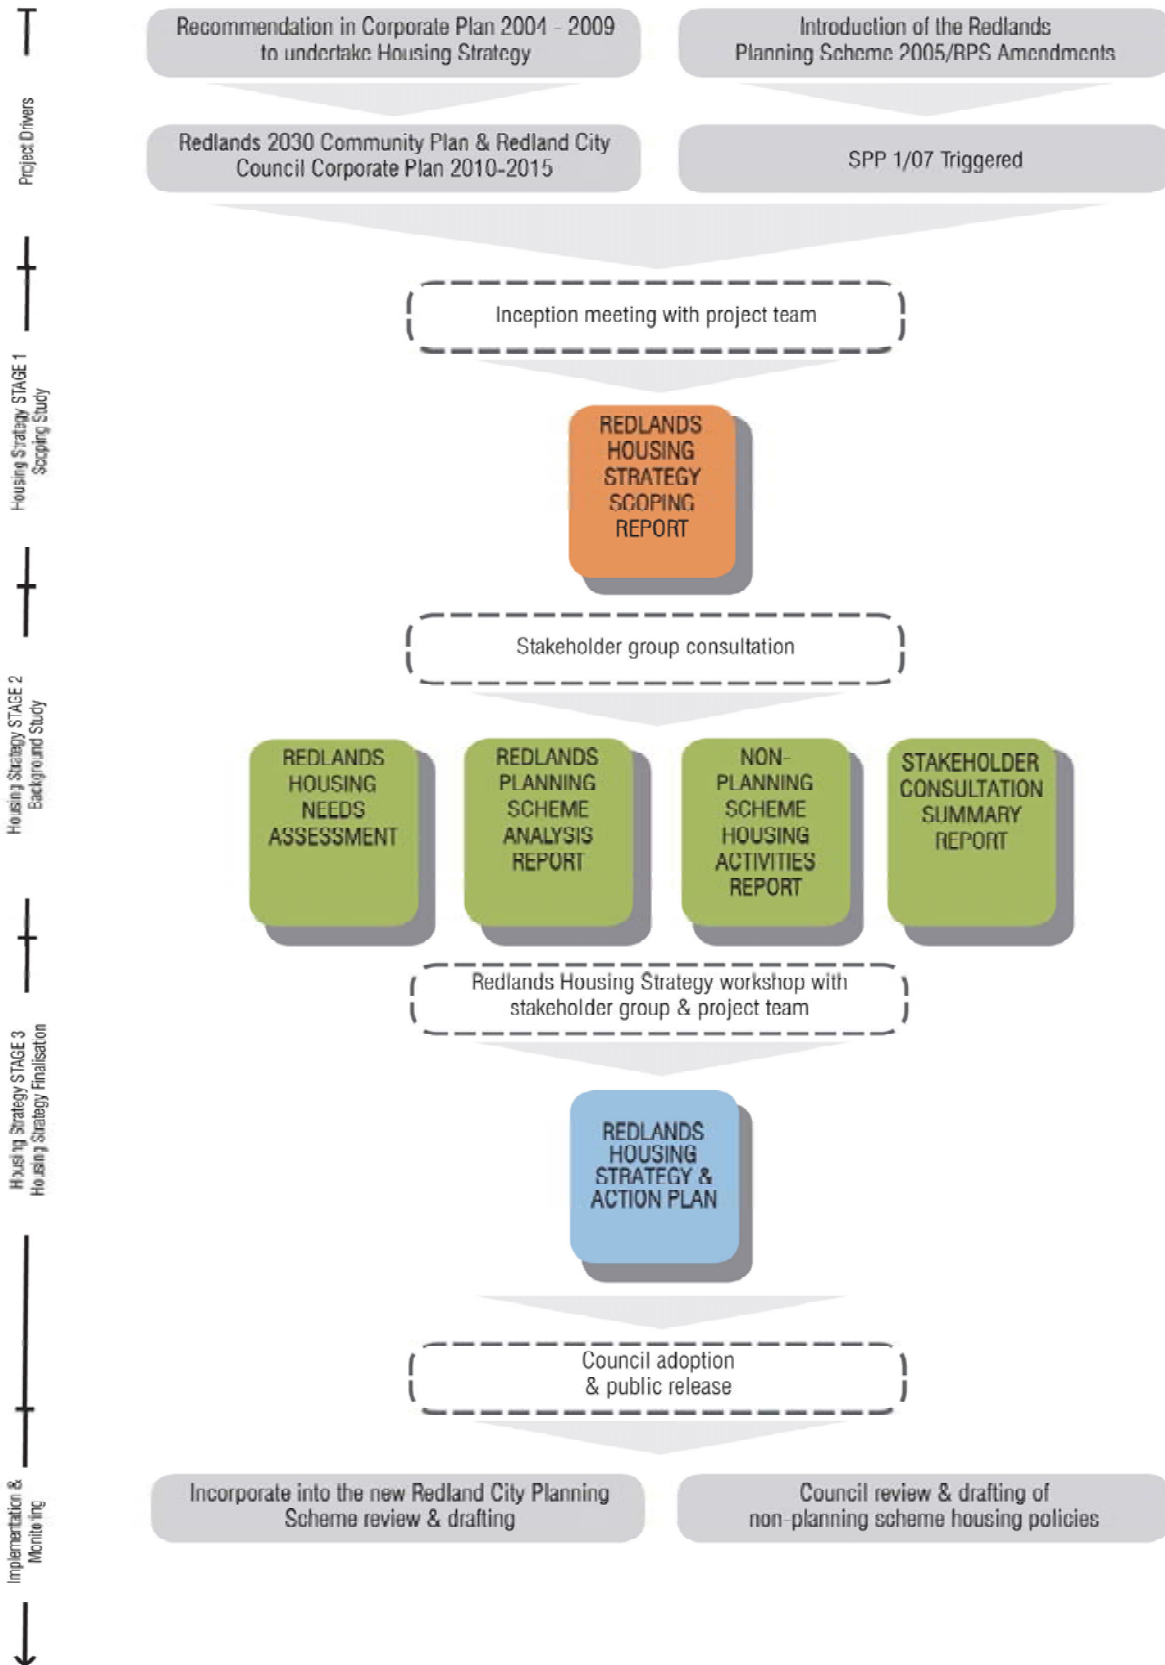 Recommendation in Corporate Plan 2004 - 2009
to undertake Housing Strategy
Introduction of the Redlands
Planning Scheme 2005/RPS Amendments
Project Drivers
Redlands 2030 Community Plan & Redland City
Council Corporate Plan 2010-2015
SPP 1/07 Triggered
Inception meeting with project team
Housing Strategy STAGE 1
Scoping Study
REDLANDS
HOUSING
STRATEGY
SCOPING
REPORT
Stakeholder group consultation
Housing Strategy STAGE 2
Background Study
REDLANDS
HOUSING
NEEDS
ASSESSMENT
REDLANDS
PLANNING
SCHEME
ANALYSIS
REPORT
NON-
PLANNING
SCHEME
HOUSING
ACTIVITIES
REPORT
STAKEHOLDER
CONSULTATION
SUMMARY
REPORT
Redlands Housing Strategy workshop with
stakeholder group & project team
Housing Strategy STAGE 3
Housing Strategy Finalisation
REDLANDS
HOUSING
STRATEGY &
ACTION PLAN
Council adoption
& public release
Implementation &
Monitoring
Incorporate into the new Redland City Planning
Scheme review & drafting
Council review & drafting of
non-planning scheme housing policies